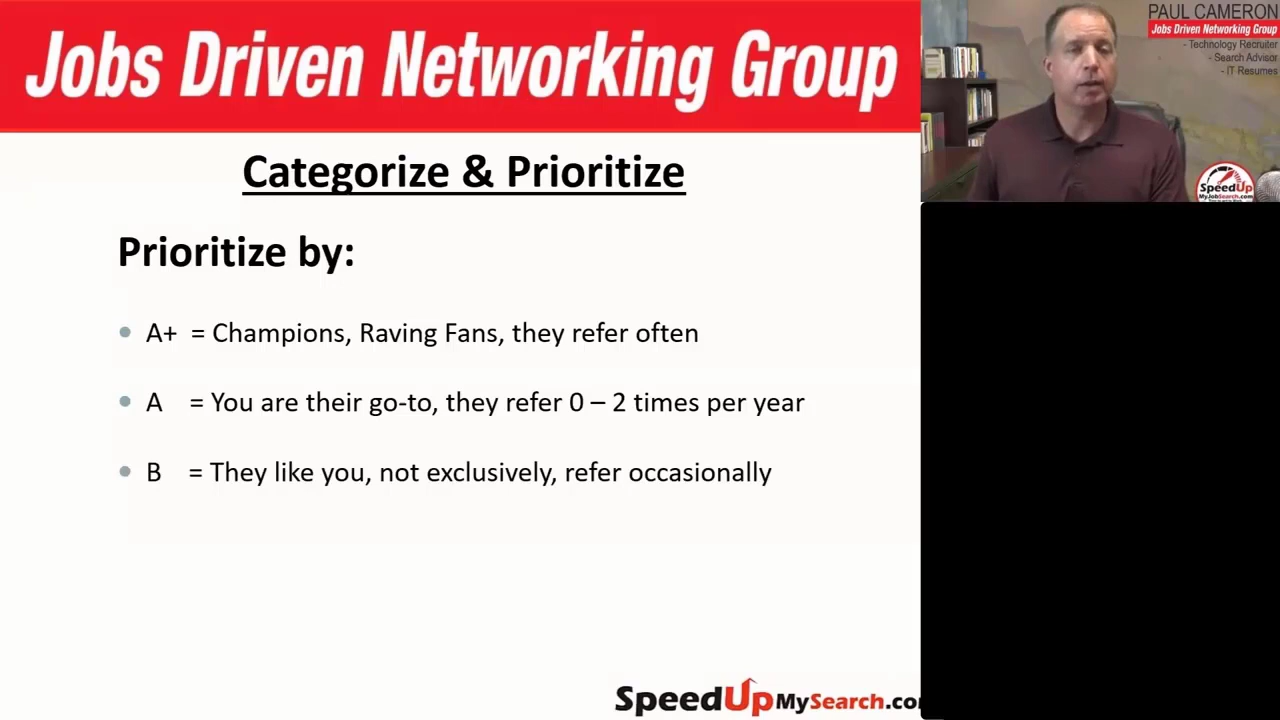 Jobs Driven Networking Group
Categorize & Prioritize
Prioritize by:
• A+ = Champions, Raving Fans, they refer often
• A = You are their go-to, they refer 0 – 2 times per year
• B = They like you, not exclusively, refer occasionally
SpeedUpMySearch.co
PAUL CAMERON
Jobs Driven Networking Group
- Technology Recruiter
- Search Advisor
- IT Resumes
SpeedUp
MyJobSearch.com